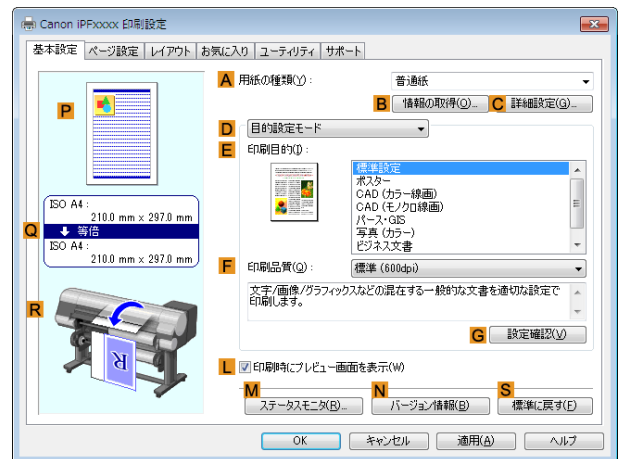 Canon iPFxxxx 印刷設定
基本設定 ページ設定 レイアウト お気に入り ユーティリティ サポート
A 用紙の種類(Y): 普通紙
B 情報の取得(O)... C 詳細設定(G)...
P
D 目的設定モード
E 印刷目的(I):
標準設定
ポスター
CAD (カラー線画)
CAD (モノクロ線画)
パース・GIS
写真 (カラー)
ビジネス文書
ISO A4 :
210.0 mm x 297.0 mm
Q 等倍
ISO A4 :
210.0 mm x 297.0 mm
F 印刷品質(Q): 標準 (600dpi)
文字/画像/グラフィックスなどの混在する一般的な文書を適切な設定で
印刷します。
R
G 設定確認(V)
R
L 印刷時にプレビュー画面を表示(W)
M N S
ステータスモニタ(R)... バージョン情報(B) 標準に戻す(F)
OK キャンセル 適用(A) ヘルプ